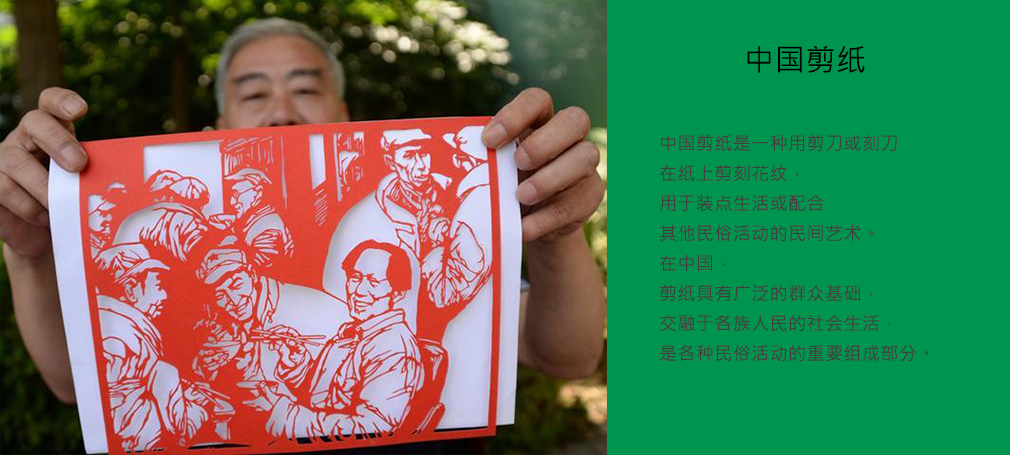 中国剪纸
中国剪纸是一种用剪刀或刻刀
在纸上剪刻花纹，
用于装点生活或配合
其他民俗活动的民间艺术。
在中国，
剪纸具有广泛的群众基础，
交融于各族人民的社会生活，
是各种民俗活动的重要组成部分。